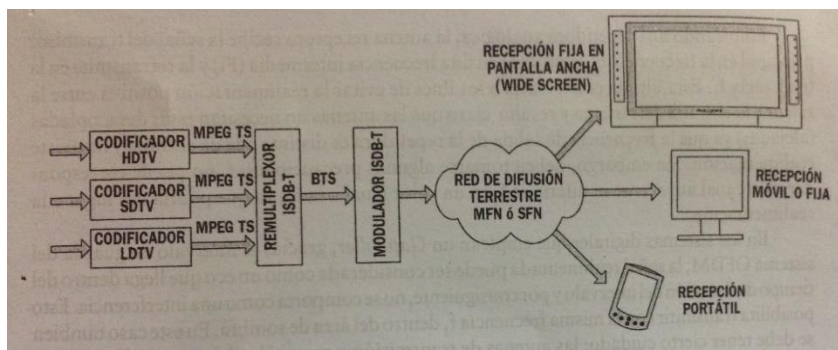 CODIFICADOR
HDTV
MPEG TS
CODIFICADOR
SDTV
MPEG TS
CODIFICADOR
LDTV
MPEG TS
REMULTIPLEXOR
ISDB-T
BTS
MODULADOR ISDB-T
RED DE DIFUSIÓN
TERRESTRE
MFN ó SFN
RECEPCIÓN FIJA EN
PANTALLA ANCHA
(WIDE SCREEN)
RECEPCIÓN
MÓVIL O FIJA
RECEPCIÓN
PORTÁTIL